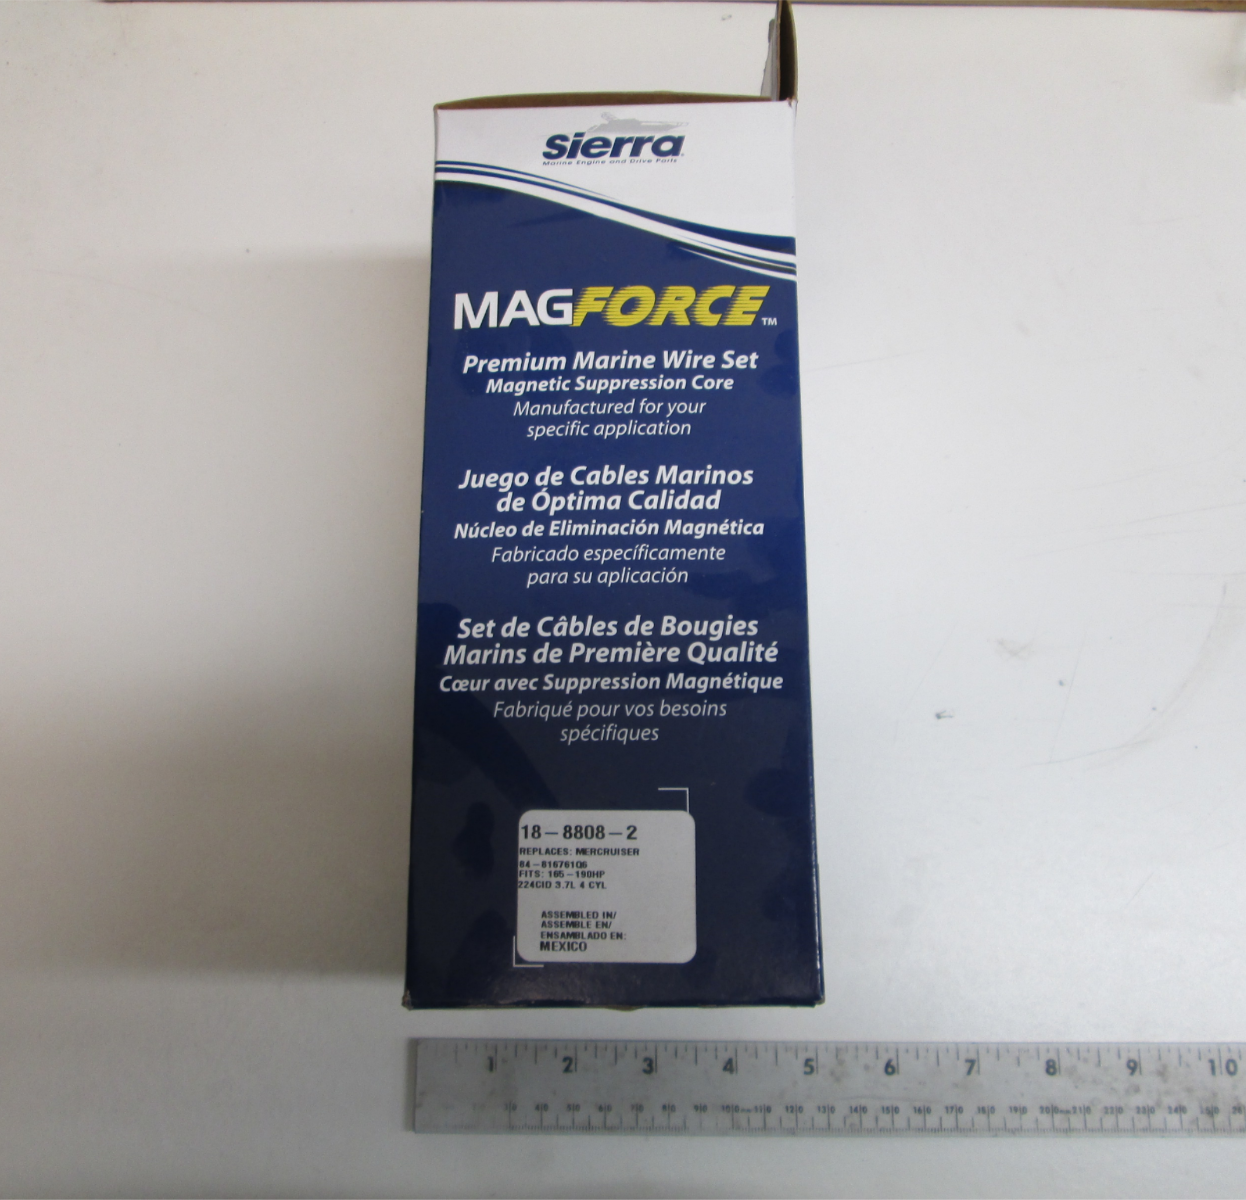 Sierra
Marine Engine and Drive Parts
MAGFORCE™
Premium Marine Wire Set
Magnetic Suppression Core
Manufactured for your
specific application
Juego de Cables Marinos
de Óptima Calidad
Núcleo de Eliminación Magnética
Fabricado específicamente
para su aplicación
Set de Câbles de Bougies
Marins de Première Qualité
Cœur avec Suppression Magnétique
Fabriqué pour vos besoins
spécifiques
18-8808-2
REPLACES: MERCRUISER
84-816761Q6
FITS: 165-190HP
224CID 3.7L 4 CYL
ASSEMBLED IN/
ASSEMBLE EN/
ENSAMBLADO EN:
MEXICO
1 2 3 4 5 6 7 8 9 10